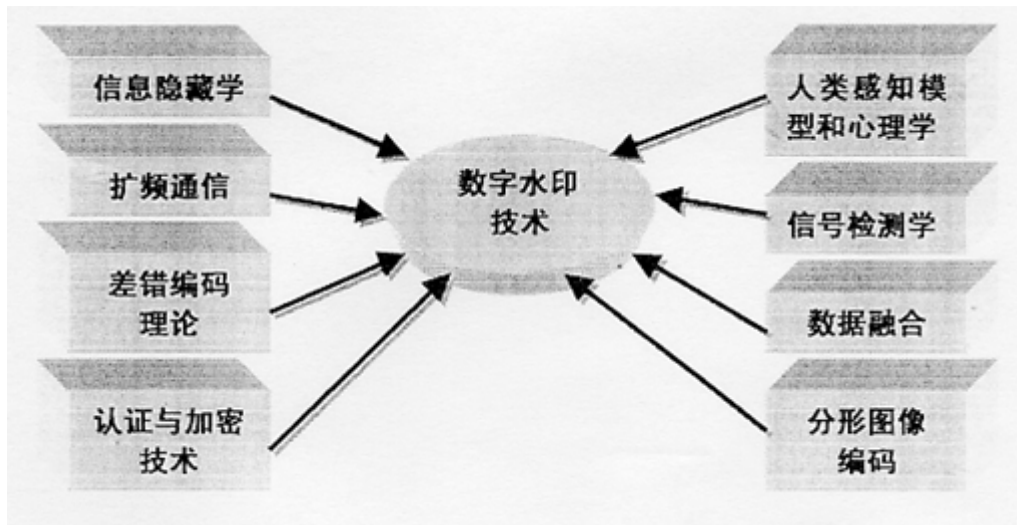 信息隐藏学
扩频通信
差错编码
理论
认证与加密
技术
数字水印
技术
人类感知模
型和心理学
信号检测学
数据融合
分形图像
编码